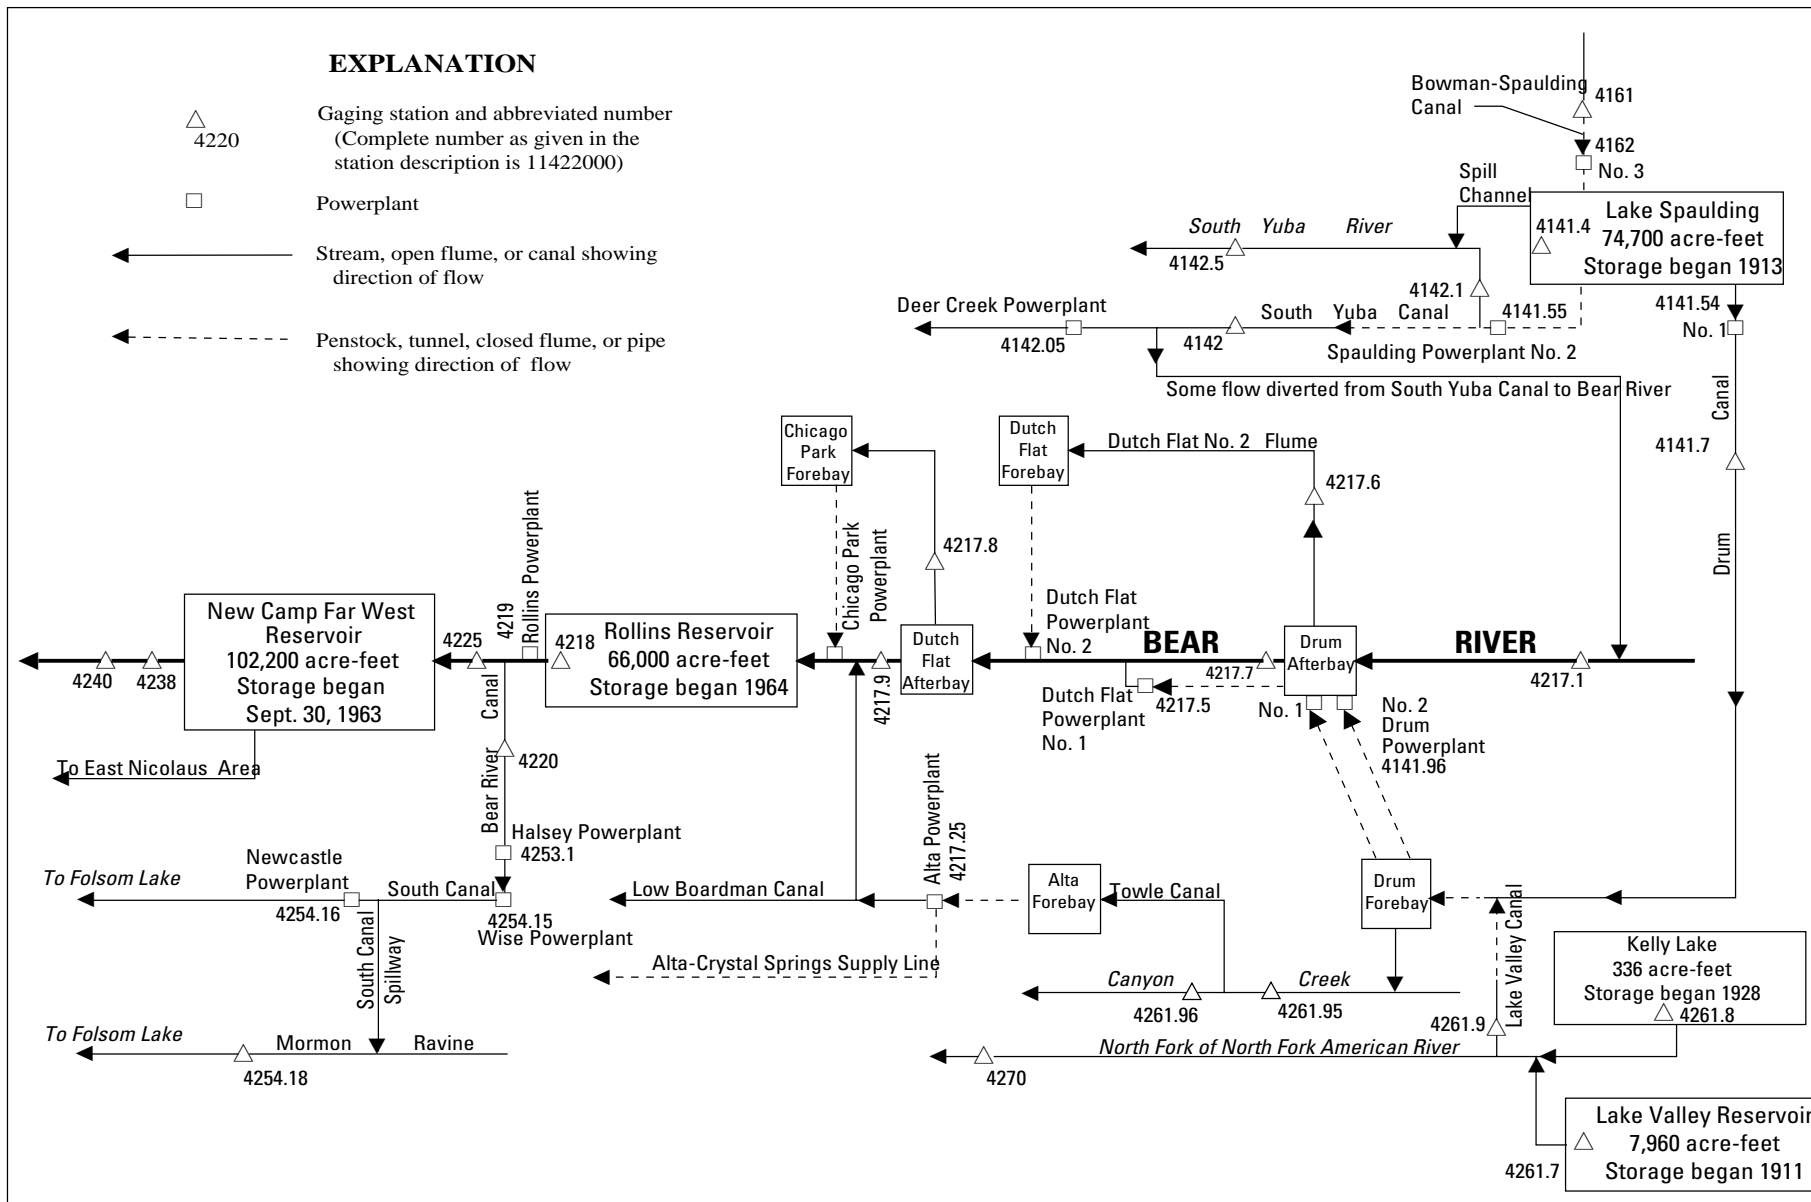 EXPLANATION
4220
Gaging station and abbreviated number
(Complete number as given in the
station description is 11422000)
Powerplant
Stream, open flume, or canal showing
direction of flow
Penstock, tunnel, closed flume, or pipe
showing direction of flow
Bowman-Spaulding
Canal
4161
4162
No. 3
Spill
Channel
Lake Spaulding
74,700 acre-feet
Storage began 1913
4141.4
South Yuba River
4142.5
4142.1
Deer Creek Powerplant
4142.05
South Yuba Canal
4142
4141.55
Spaulding Powerplant No. 2
4141.54
No. 1
Some flow diverted from South Yuba Canal to Bear River
Drum Canal
4141.7
Chicago
Park
Forebay
Dutch
Flat
Forebay
Dutch Flat No. 2 Flume
4217.6
4217.8
Chicago Park
Powerplant
Rollins Powerplant
4219
New Camp Far West
Reservoir
102,200 acre-feet
Storage began
Sept. 30, 1963
4240
4238
4225
4218
Rollins Reservoir
66,000 acre-feet
Storage began 1964
4217.9
Dutch
Flat
Afterbay
Dutch Flat
Powerplant
No. 2
BEAR RIVER
4217.7
Drum
Afterbay
4217.1
Dutch Flat
Powerplant
No. 1
4217.5
No. 1
No. 2
Drum
Powerplant
4141.96
To East Nicolaus Area
Bear River Canal
4220
Halsey Powerplant
4253.1
Newcastle
Powerplant
4254.16
To Folsom Lake
South Canal
4254.15
Wise Powerplant
South Canal
Spillway
Low Boardman Canal
Alta Powerplant
4217.25
Alta
Forebay
Towle Canal
Drum
Forebay
Alta-Crystal Springs Supply Line
Canyon Creek
4261.96
4261.95
Lake Valley Canal
4261.9
Kelly Lake
336 acre-feet
Storage began 1928
4261.8
To Folsom Lake
Mormon Ravine
4254.18
North Fork of North Fork American River
4270
Lake Valley Reservoir
7,960 acre-feet
Storage began 1911
4261.7